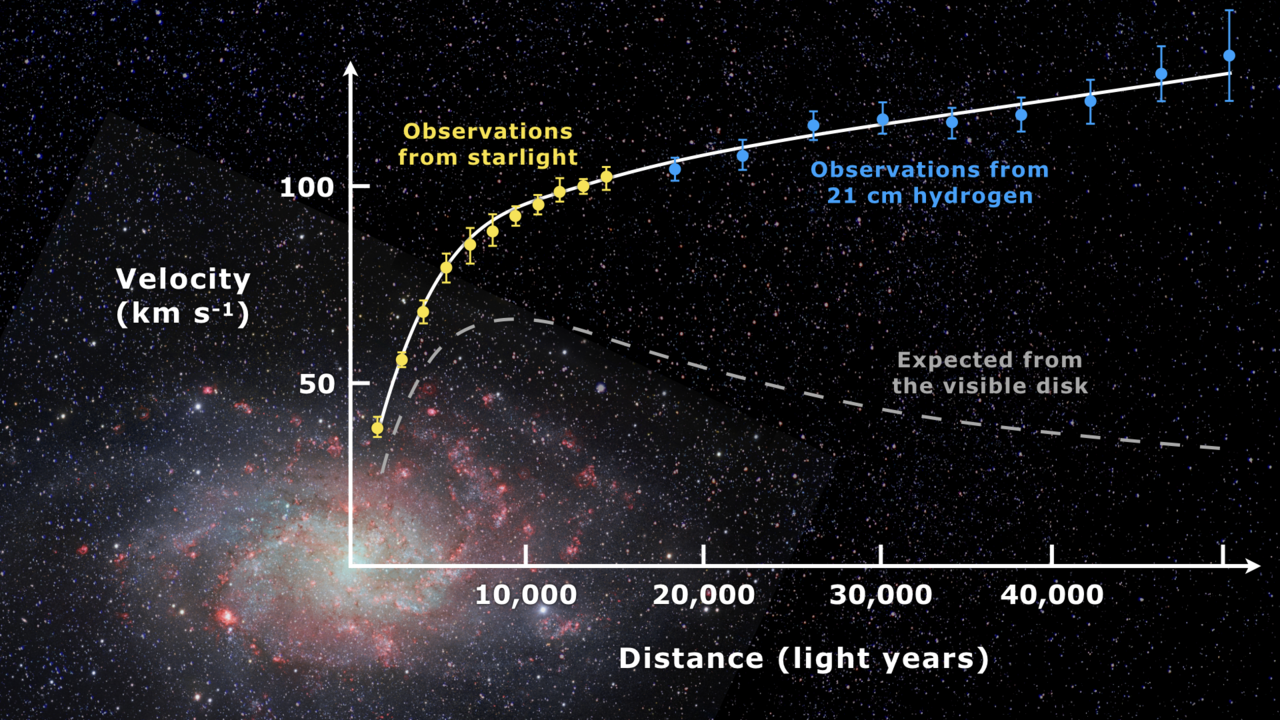 Observations
from starlight
100
Observations from
21 cm hydrogen
Velocity
(km s-1)
Expected from
the visible disk
50
10,000
20,000
30,000
40,000
Distance (light years)